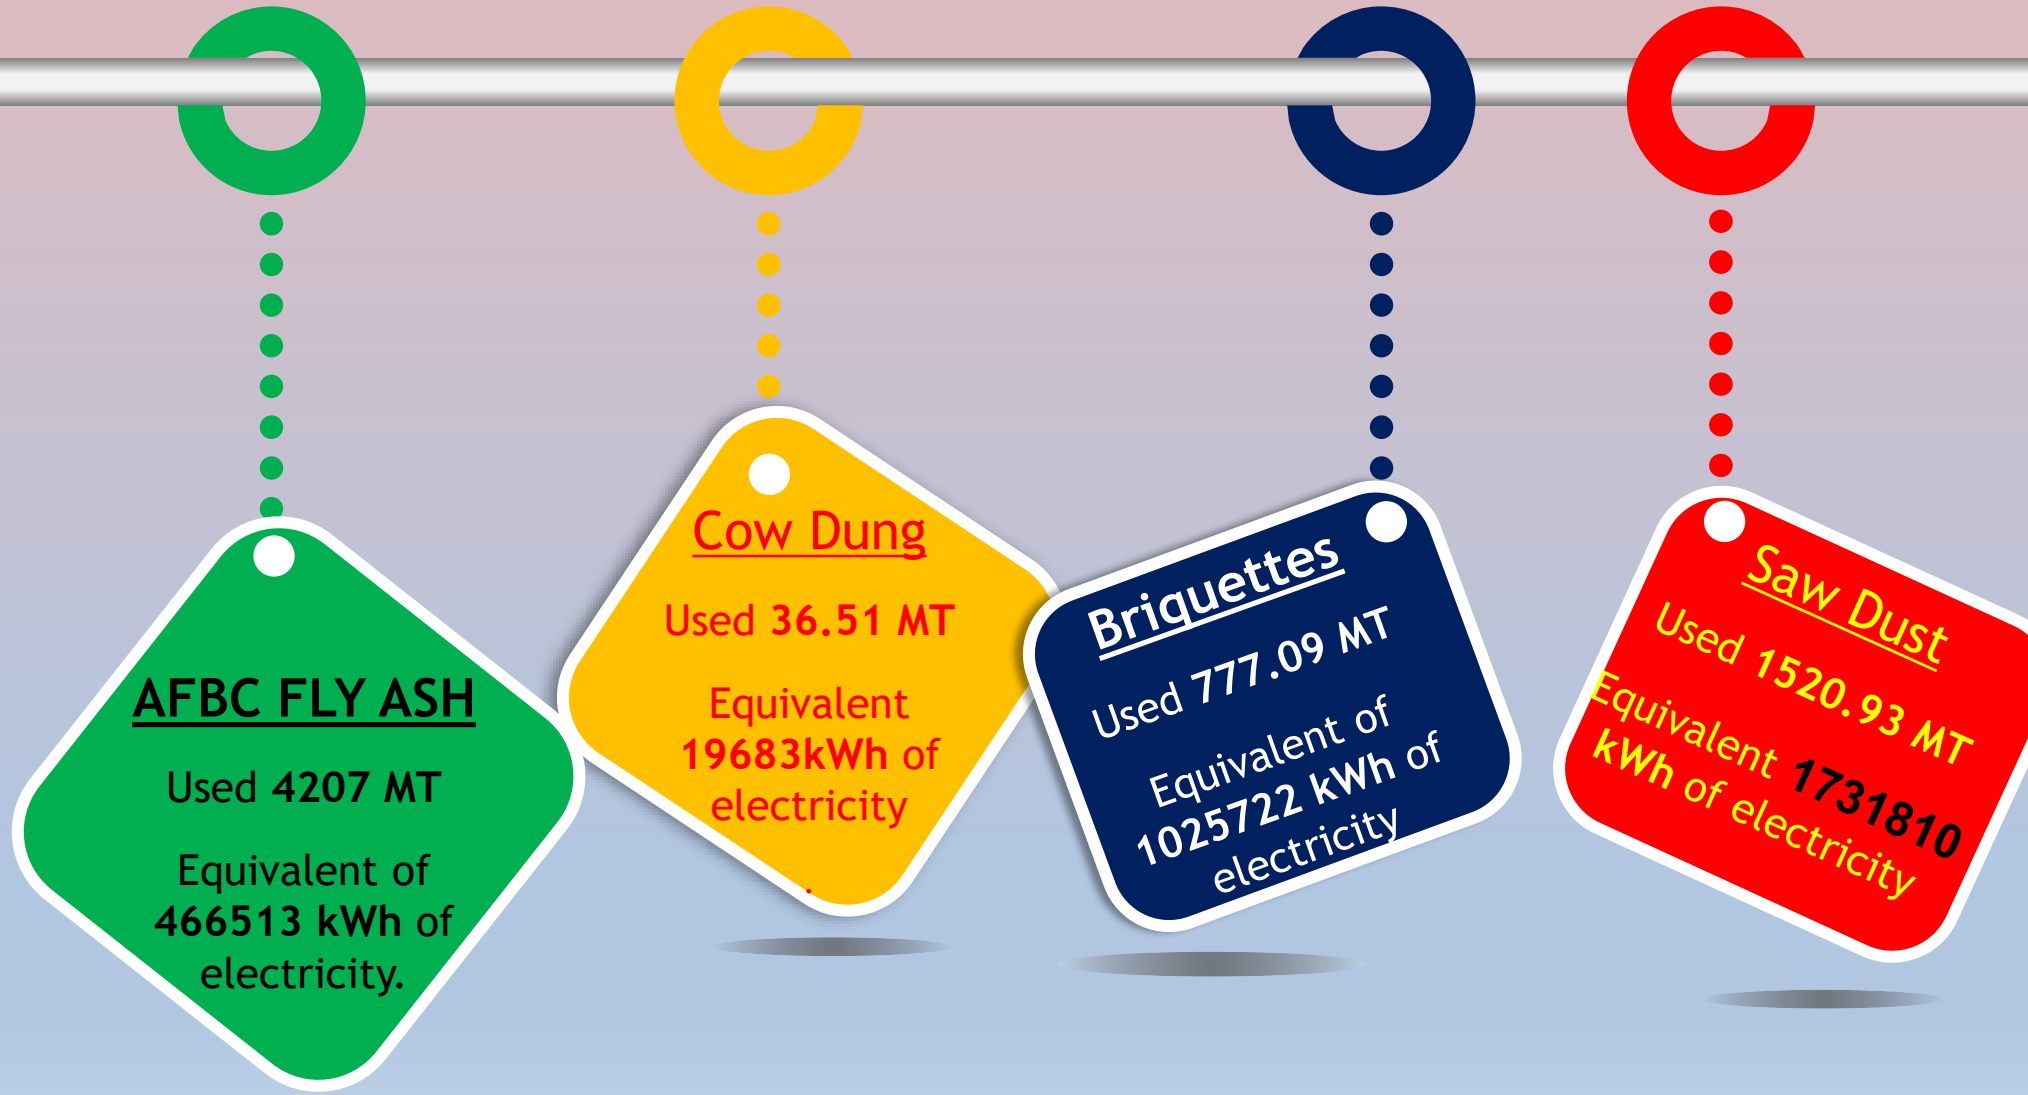 AFBC FLY ASH
Used 4207 MT
Equivalent of
466513 kWh of
electricity.
Cow Dung
Used 36.51 MT
Equivalent
19683kWh of
electricity
.
Briquettes
Used 777.09 MT
Equivalent of
1025722 kWh of
electricity
Saw Dust
Used 1520.93 MT
Equivalent 1731810
kWh of electricity